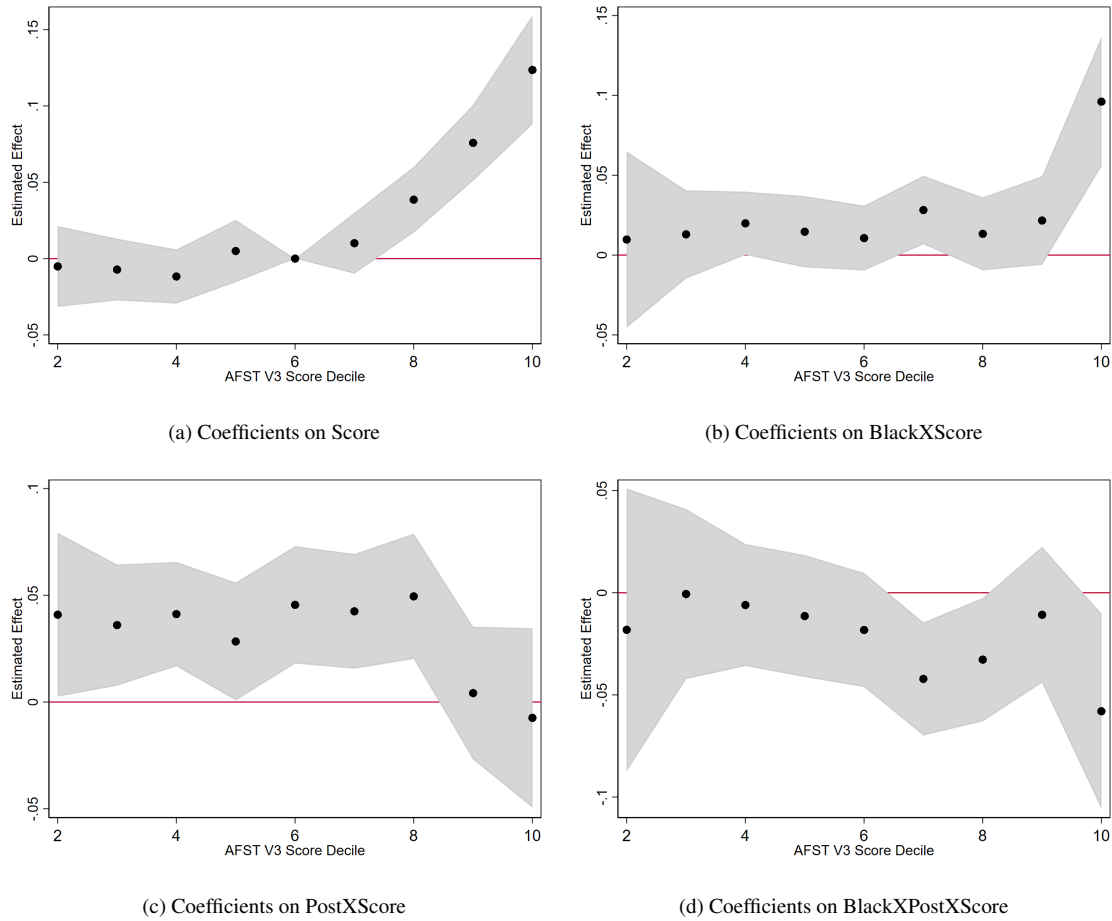 .15
.1
.05
0
-.05
Estimated Effect
2 4 6 8 10
AFST V3 Score Decile
(a) Coefficients on Score
.15
.1
.05
0
-.05
Estimated Effect
2 4 6 8 10
AFST V3 Score Decile
(b) Coefficients on BlackXScore
.1
.05
0
-.05
Estimated Effect
2 4 6 8 10
AFST V3 Score Decile
(c) Coefficients on PostXScore
.05
0
-.05
-.1
Estimated Effect
2 4 6 8 10
AFST V3 Score Decile
(d) Coefficients on BlackXPostXScore